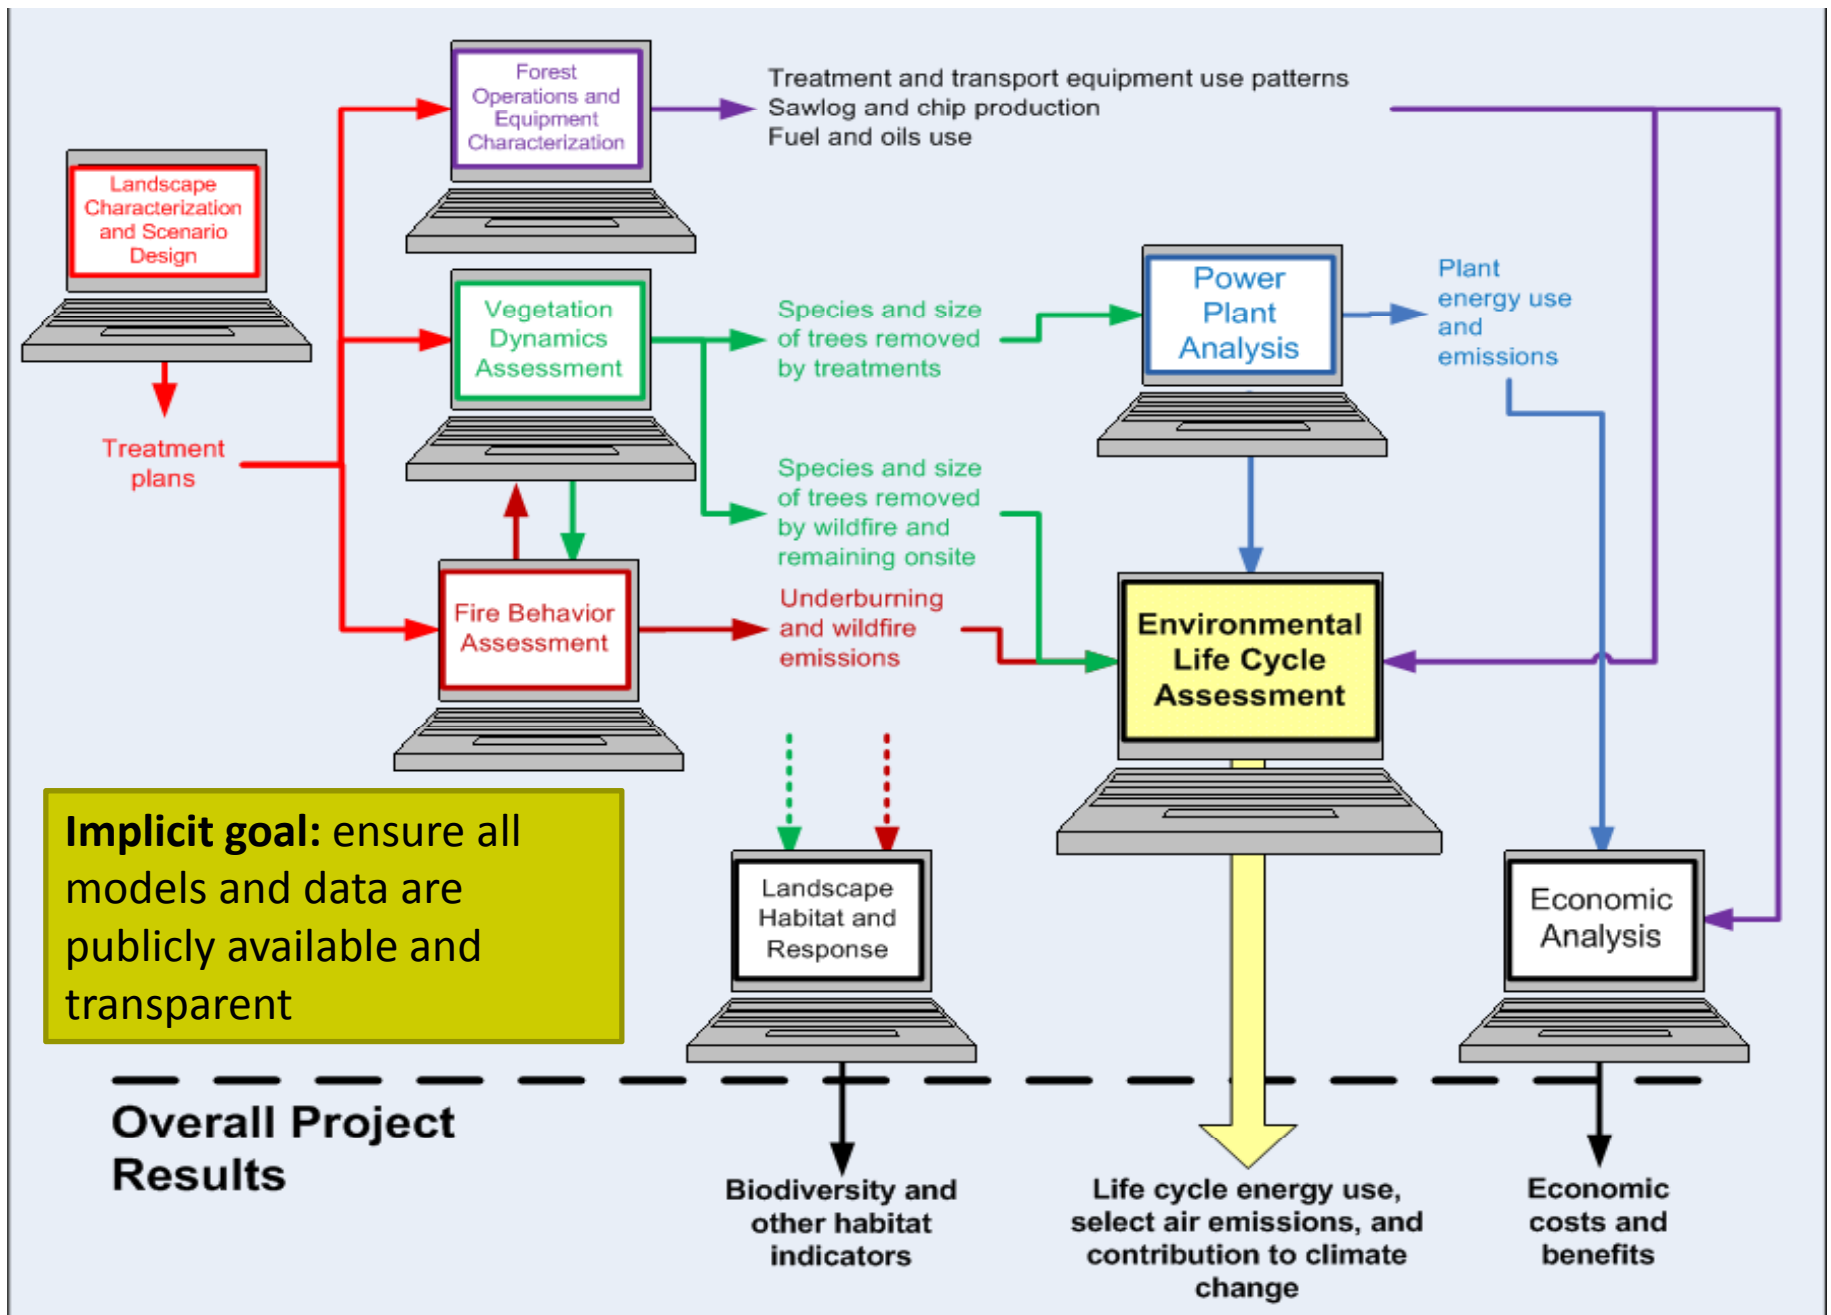 Forest
Operations and
Equipment
Characterization
Treatment and transport equipment use patterns
Sawlog and chip production
Fuel and oils use
Landscape
Characterization
and Scenario
Design
Treatment
plans
Vegetation
Dynamics
Assessment
Species and size
of trees removed
by treatments
Power
Plant
Analysis
Plant
energy use
and
emissions
Species and size
of trees removed
by wildfire and
remaining onsite
Fire Behavior
Assessment
Underburning
and wildfire
emissions
Environmental
Life Cycle
Assessment
Implicit goal: ensure all
models and data are
publicly available and
transparent
Landscape
Habitat and
Response
Economic
Analysis
Overall Project
Results
Biodiversity and
other habitat
indicators
Life cycle energy use,
select air emissions, and
contribution to climate
change
Economic
costs and
benefits